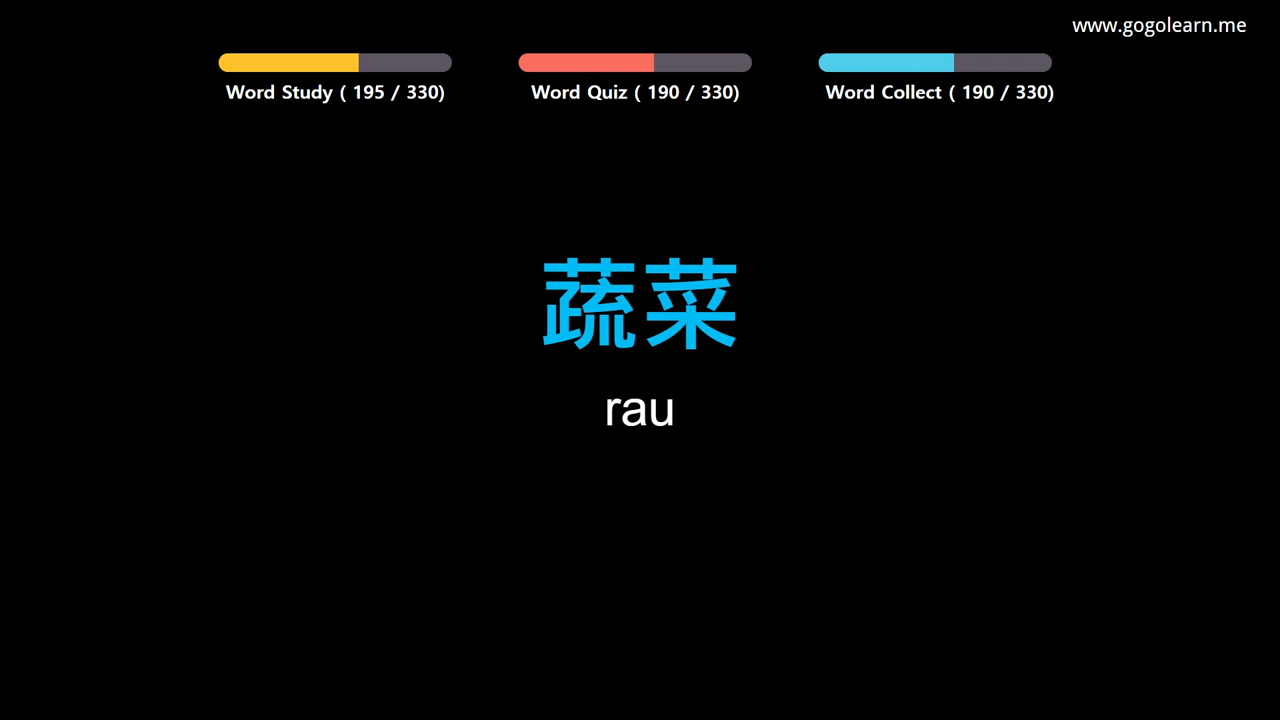 www.gogolearn.me
Word Study ( 195 / 330)
Word Quiz ( 190 / 330)
Word Collect ( 190 / 330)
蔬菜
rau